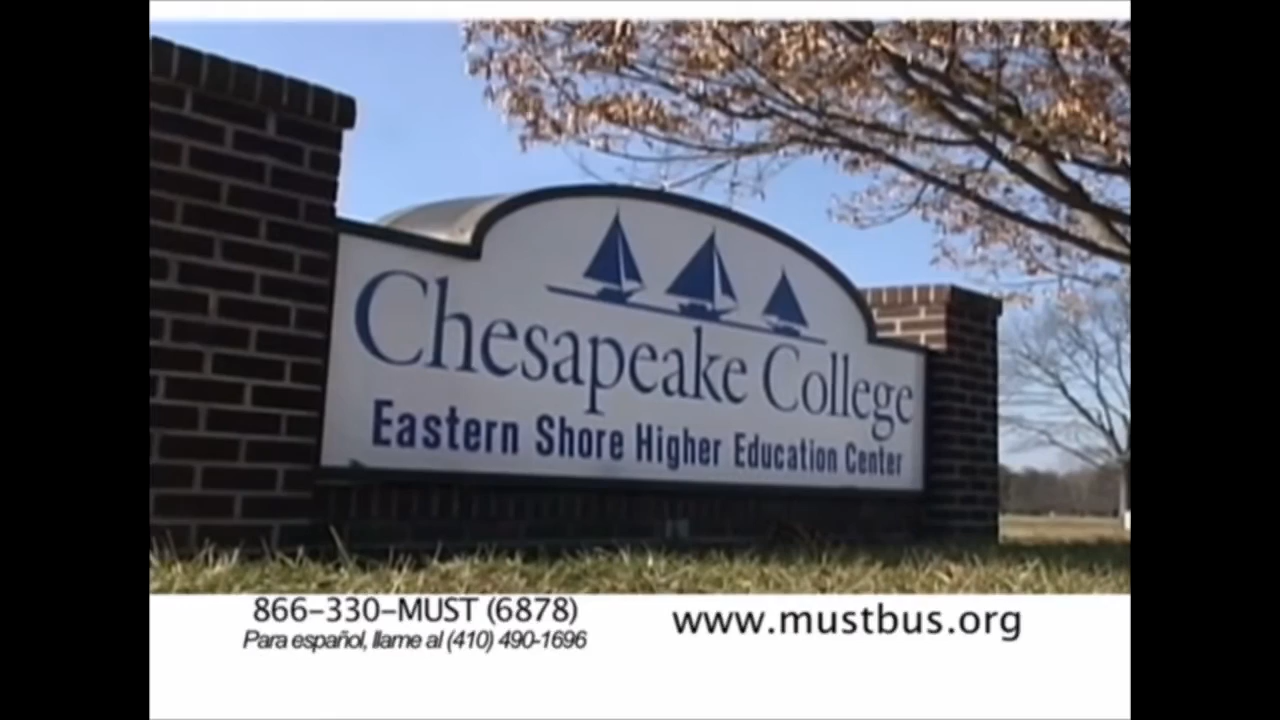 Chesapeake College
Eastern Shore Higher Education Center
866-330-MUST (6878)
Para español, llame al (410) 490-1696
www.mustbus.org